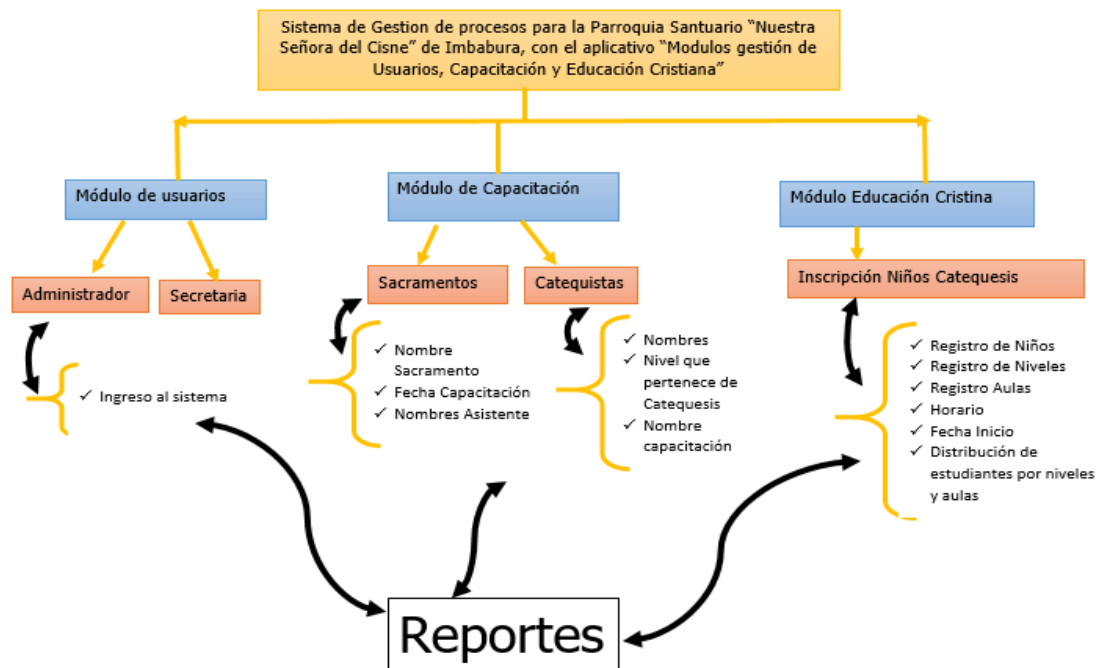 Sistema de Gestion de procesos para la Parroquia Santuario “Nuestra
Señora del Cisne” de Imbabura, con el aplicativo “Modulos gestión de
Usuarios, Capacitación y Educación Cristiana”
Módulo de usuarios
Módulo de Capacitación
Módulo Educación Cristina
Administrador
Secretaria
Sacramentos
Catequistas
Inscripción Niños Catequesis
✓ Ingreso al sistema
✓ Nombre
Sacramento
✓ Fecha Capacitación
✓ Nombres Asistente
✓ Nombres
✓ Nivel que
pertenece de
Catequesis
✓ Nombre
capacitación
✓ Registro de Niños
✓ Registro de Niveles
✓ Registro Aulas
✓ Horario
✓ Fecha Inicio
✓ Distribución de
estudiantes por niveles
y aulas
Reportes